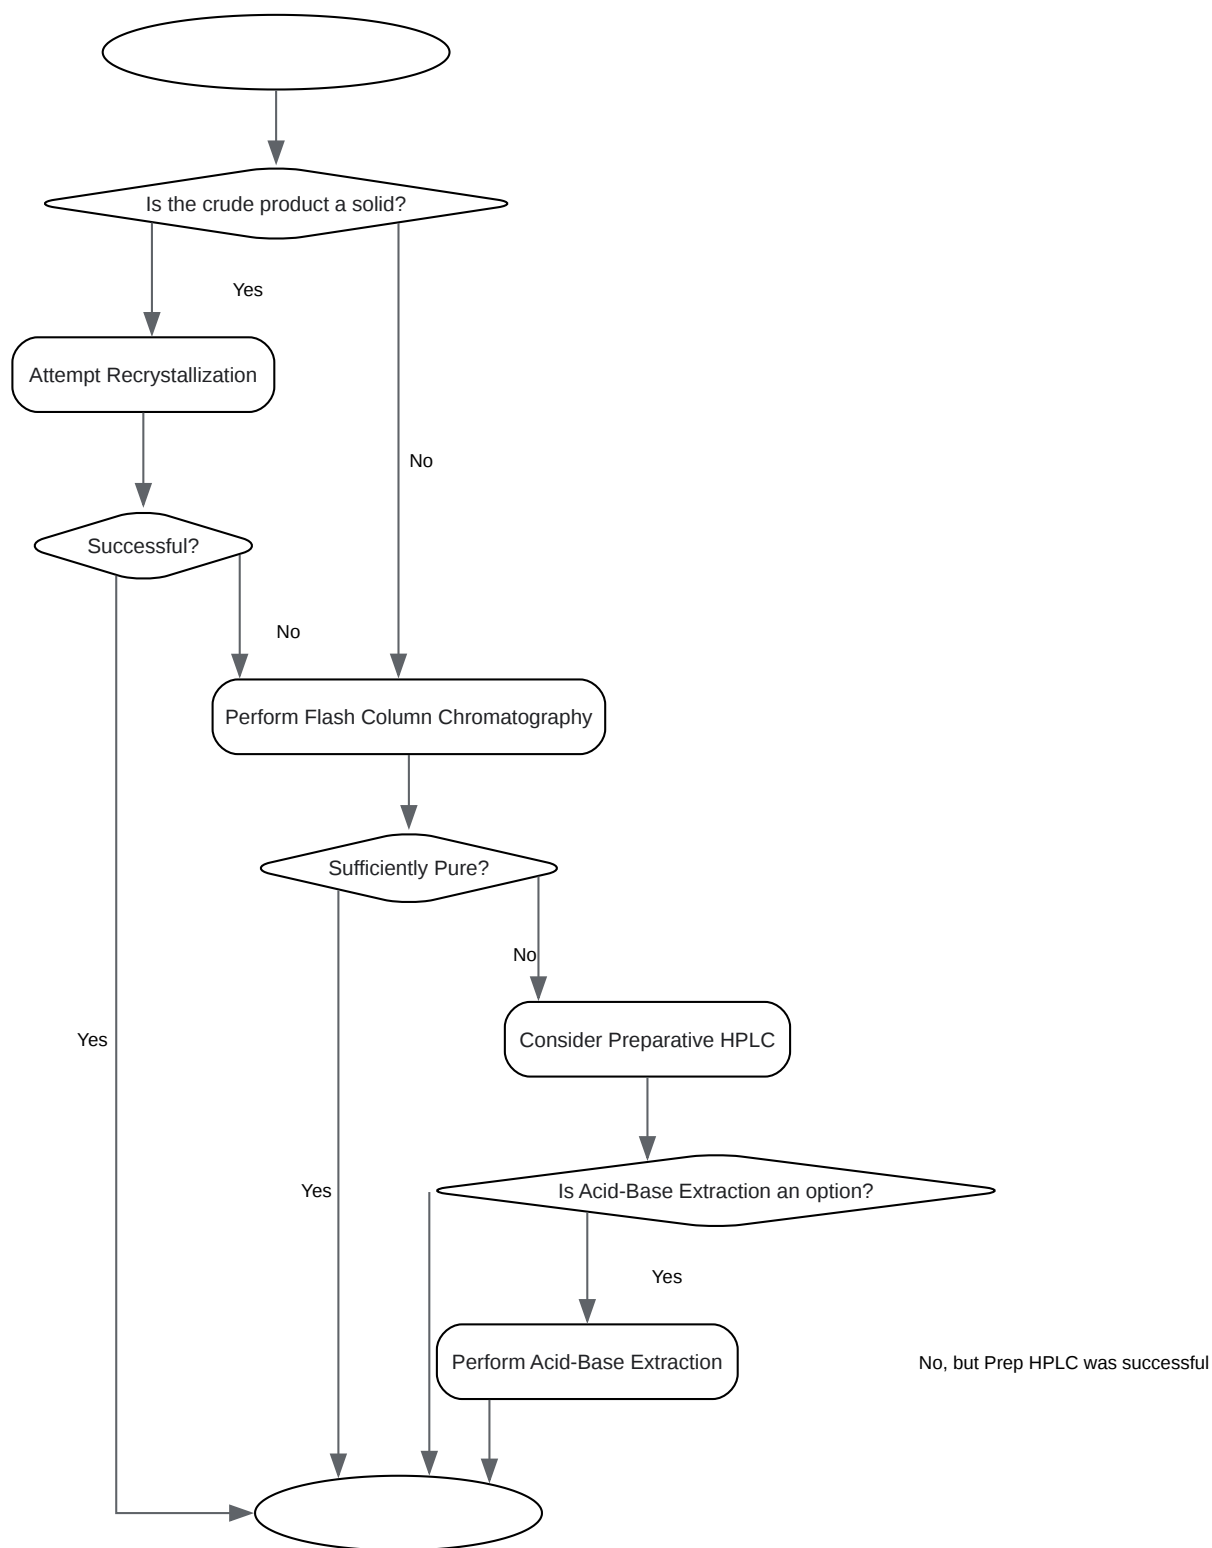 Is the crude product a solid?
Yes
Attempt Recrystallization
No
Successful?
No
Perform Flash Column Chromatography
Sufficiently Pure?
No
Consider Preparative HPLC
Yes
Yes
Is Acid-Base Extraction an option?
Yes
Perform Acid-Base Extraction
No, but Prep HPLC was successful